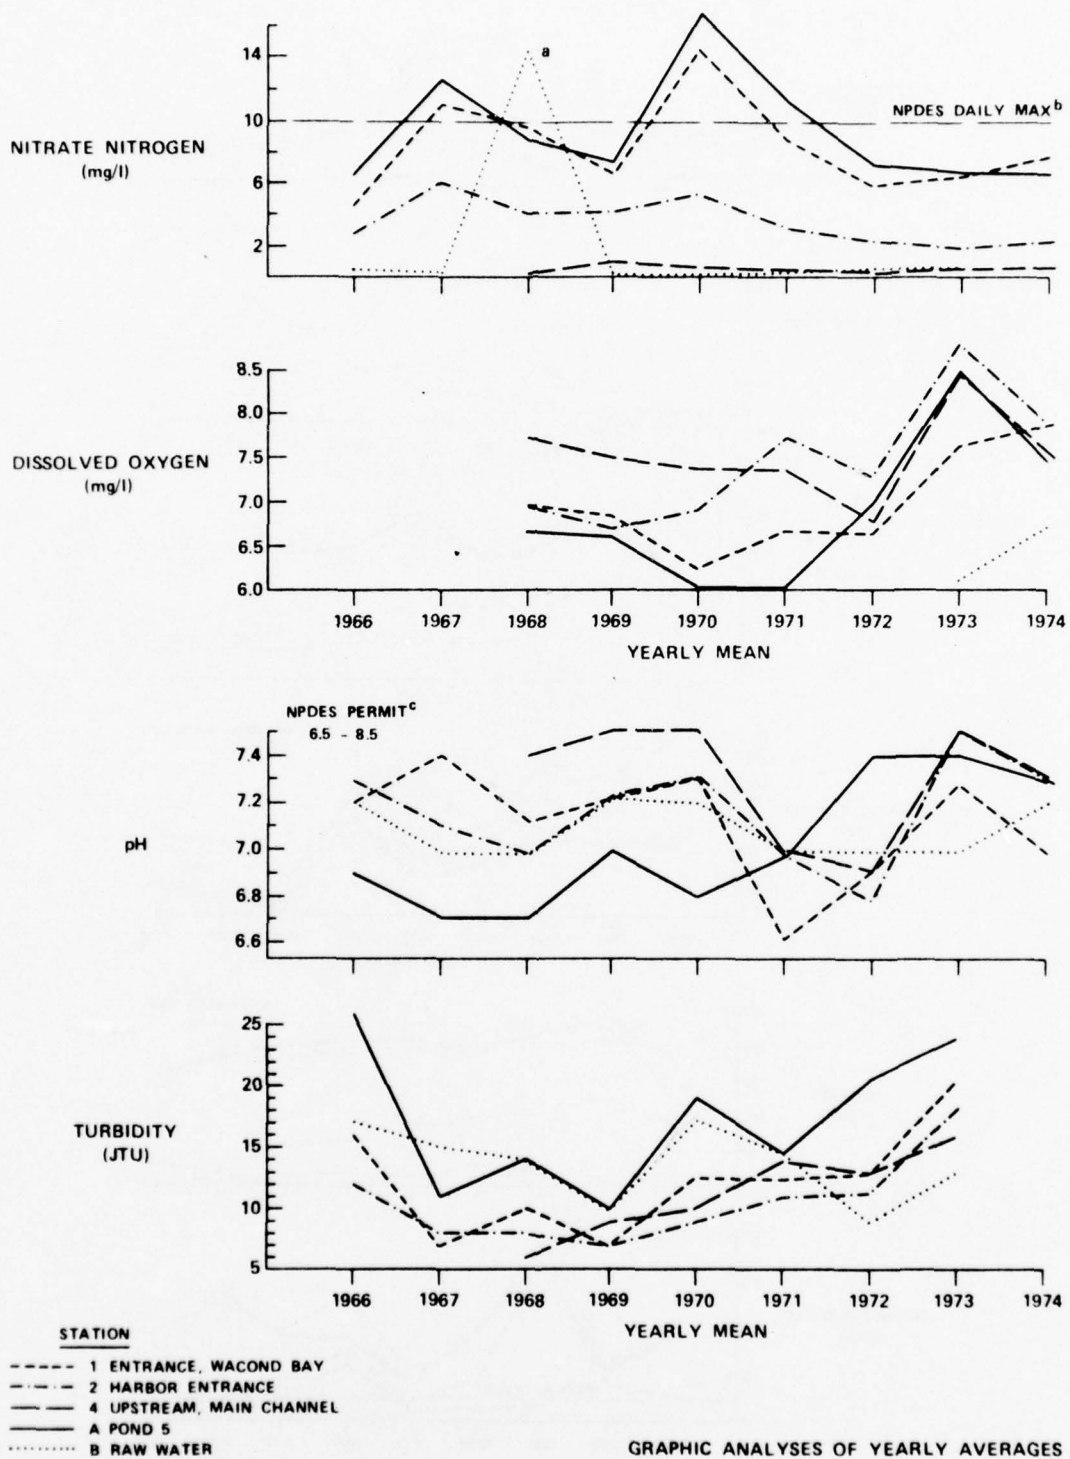 14
a
10
NPDES DAILY MAX b
NITRATE NITROGEN
(mg/l)
6
2
8.5
8.0
DISSOLVED OXYGEN
(mg/l)
7.5
7.0
6.5
6.0
1966 1967 1968 1969 1970 1971 1972 1973 1974
YEARLY MEAN
NPDES PERMIT c
6.5 - 8.5
7.4
7.2
pH
7.0
6.8
6.6
25
20
TURBIDITY
(JTU)
15
10
5
1966 1967 1968 1969 1970 1971 1972 1973 1974
YEARLY MEAN
STATION
1 ENTRANCE, WACOND BAY
2 HARBOR ENTRANCE
4 UPSTREAM, MAIN CHANNEL
A POND 5
B RAW WATER
GRAPHIC ANALYSES OF YEARLY AVERAGES